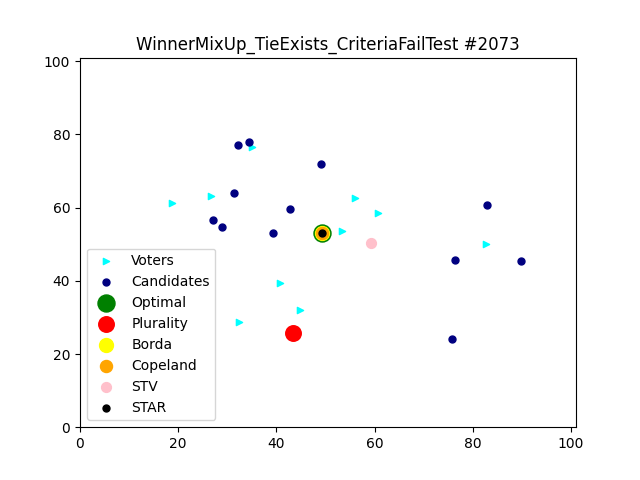 WinnerMixUp_TieExists_CriteriaFailTest #2073
100
80
60
40
20
0
Voters
Candidates
Optimal
Plurality
Borda
Copeland
STV
STAR
0 20 40 60 80 100